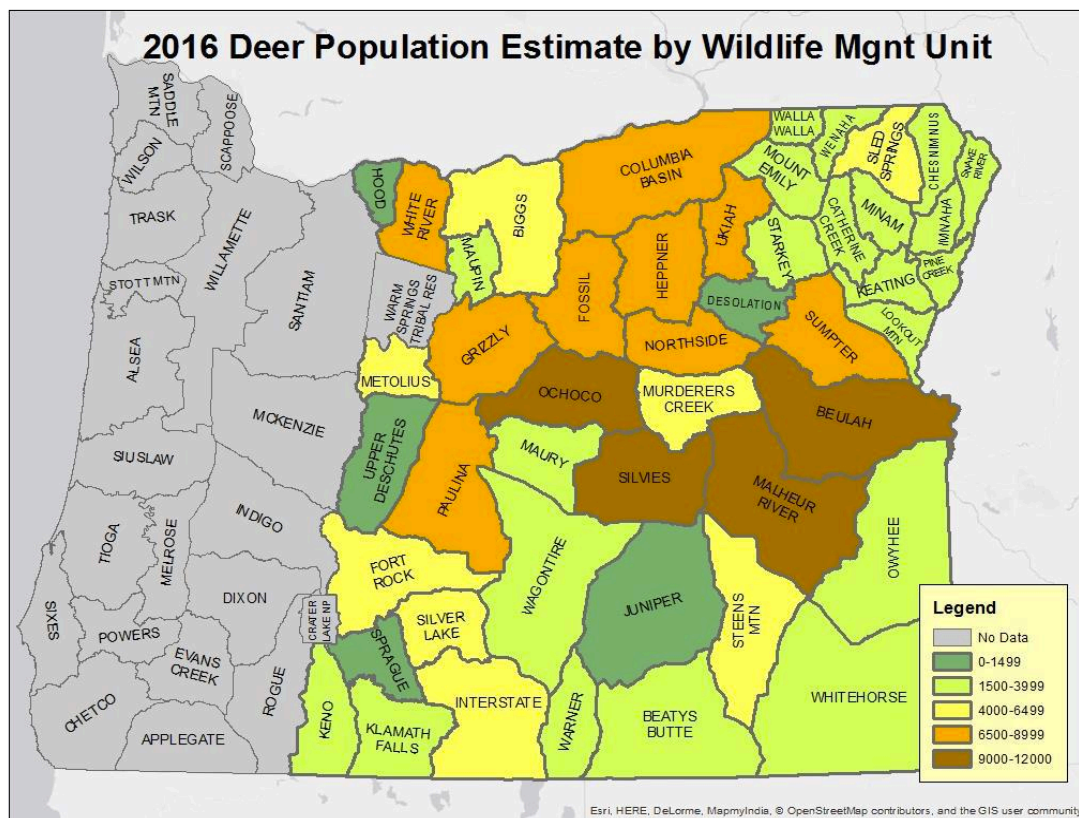 2016 Deer Population Estimate by Wildlife Mgnt Unit
SADDLE
MTN
SCAPPOOSE
WILSON
TRASK
WILLAMETTE
STOTT MTN
SANTIAM
ALSEA
MCKENZIE
SIUSLAW
INDIGO
TIOGA
MELROSE
DIXON
SIXES
POWERS
EVANS
CREEK
ROGUE
CHETCO
APPLEGATE
CRATER
LAKE NP
HOOD
WHITE
RIVER
BIGGS
MAUPIN
WARM
SPRINGS
TRIBAL RES
COLUMBIA
BASIN
WALLA
WALLA
WENAHA
SLED
SPRINGS
CHESNIMNUS
SNAKE
RIVER
MOUNT
EMILY
UKIAH
HEPPNER
FOSSIL
STARKEY
CATHERINE
CREEK
MINAM
IMNAHA
PINE CREEK
KEATING
LOOKOUT
MTN
DESOLATION
SUMPTER
NORTHSIDE
GRIZZLY
METOLIUS
OCHOCO
MURDERERS
CREEK
BEULAH
UPPER
DESCHUTES
PAULINA
MAURY
SILVIES
MALHEUR
RIVER
OWYHEE
FORT
ROCK
WAGONTIRE
SILVER
LAKE
JUNIPER
STEENS
MTN
SPRAGUE
KENO
KLAMATH
FALLS
INTERSTATE
WARNER
BEATYS
BUTTE
WHITEHORSE
Legend
No Data
0-1499
1500-3999
4000-6499
6500-8999
9000-12000
Esri, HERE, DeLorme, MapmyIndia, © OpenStreetMap contributors, and the GIS user community